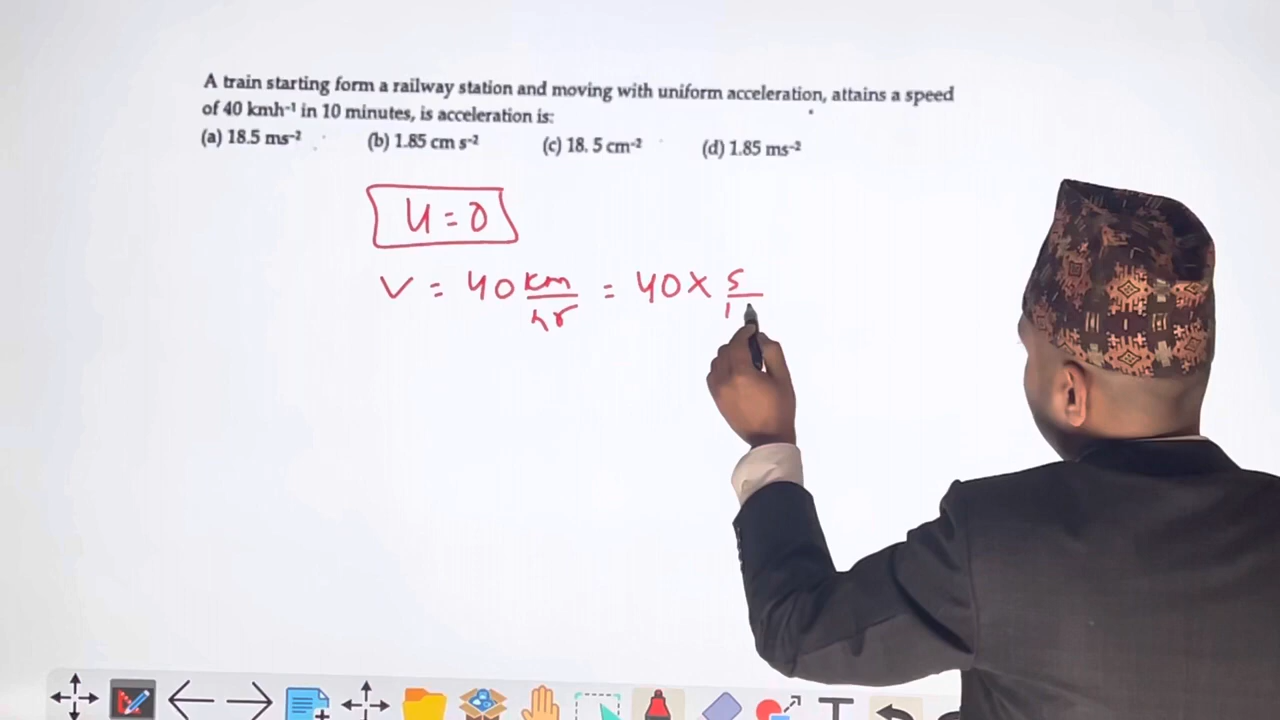 A train starting form a railway station and moving with uniform acceleration, attains a speed
of 40 kmh⁻¹ in 10 minutes, is acceleration is:
(a) 18.5 ms⁻² (b) 1.85 cm s⁻² (c) 18. 5 cm⁻² (d) 1.85 ms⁻²
u = 0
v = 40 km/hr = 40 × 5/1
T